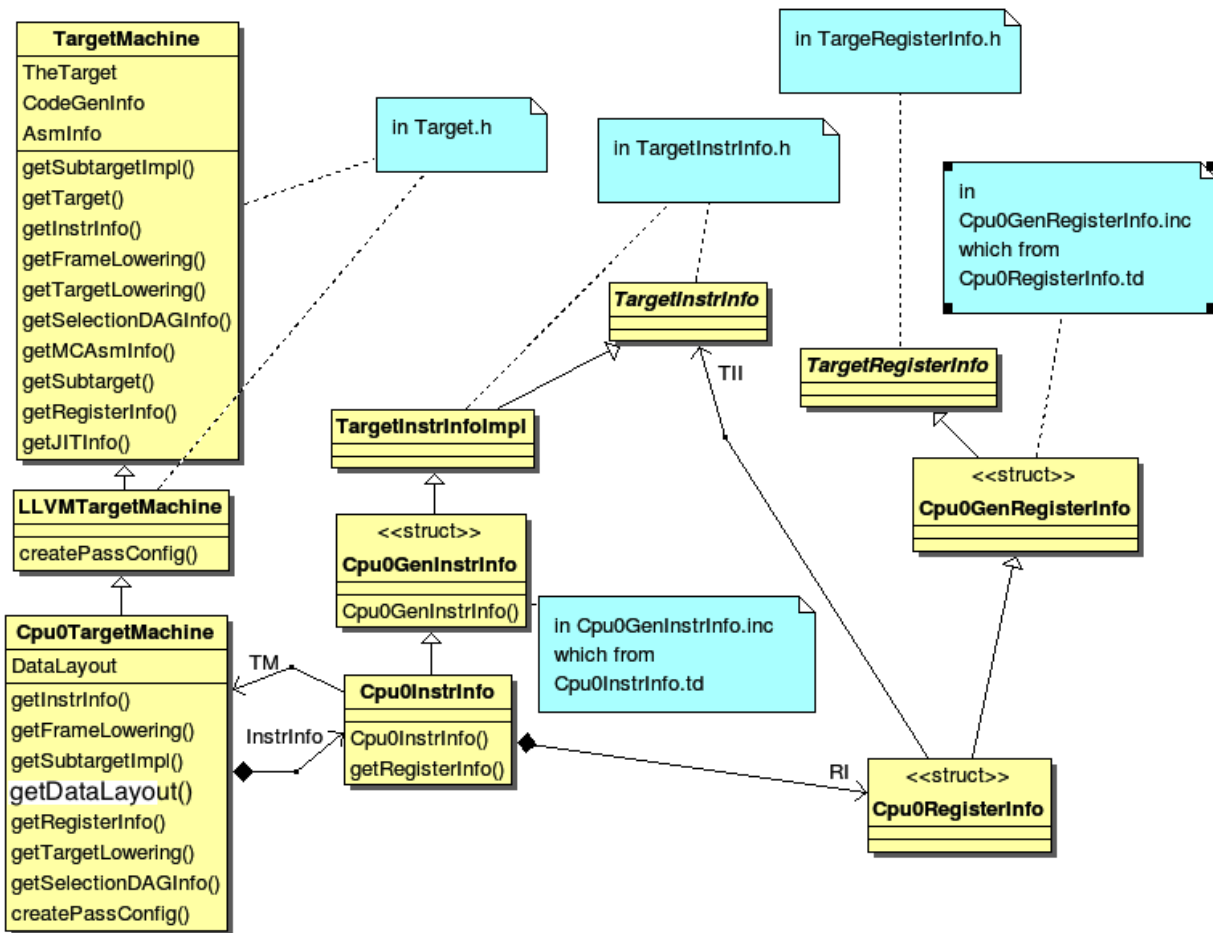 TargetMachine
TheTarget
CodeGenInfo
AsmInfo
getSubtargetImpl()
getTarget()
getInstrInfo()
getFrameLowering()
getTargetLowering()
getSelectionDAGInfo()
getMCAsmInfo()
getSubtarget()
getRegisterInfo()
getJITInfo()
LLVMTargetMachine
createPassConfig()
Cpu0TargetMachine
DataLayout
getInstrInfo()
getFrameLowering()
getSubtargetImpl()
getDataLayout()
getRegisterInfo()
getTargetLowering()
getSelectionDAGInfo()
createPassConfig()
in Target.h
in TargetInstrInfo.h
in TargeRegisterInfo.h
in
Cpu0GenRegisterInfo.inc
which from
Cpu0RegisterInfo.td
TargetInstrInfo
TII
TargetRegisterInfo
TargetInstrInfoImpl
<<struct>>
Cpu0GenRegisterInfo
<<struct>>
Cpu0GenInstrInfo
Cpu0GenInstrInfo()
in Cpu0GenInstrInfo.inc
which from
Cpu0InstrInfo.td
TM
InstrInfo
Cpu0InstrInfo
Cpu0InstrInfo()
getRegisterInfo()
RI
<<struct>>
Cpu0RegisterInfo